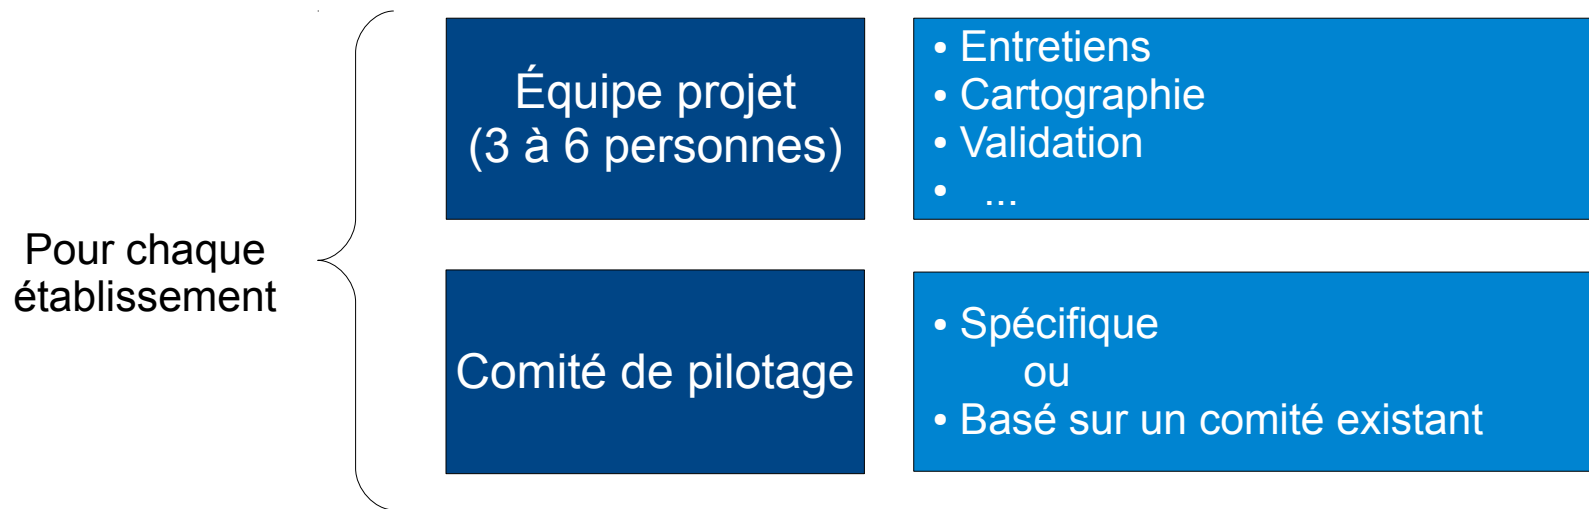 Pour chaque
établissement
Équipe projet
(3 à 6 personnes)
• Entretiens
• Cartographie
• Validation
• ...
Comité de pilotage
• Spécifique
ou
• Basé sur un comité existant